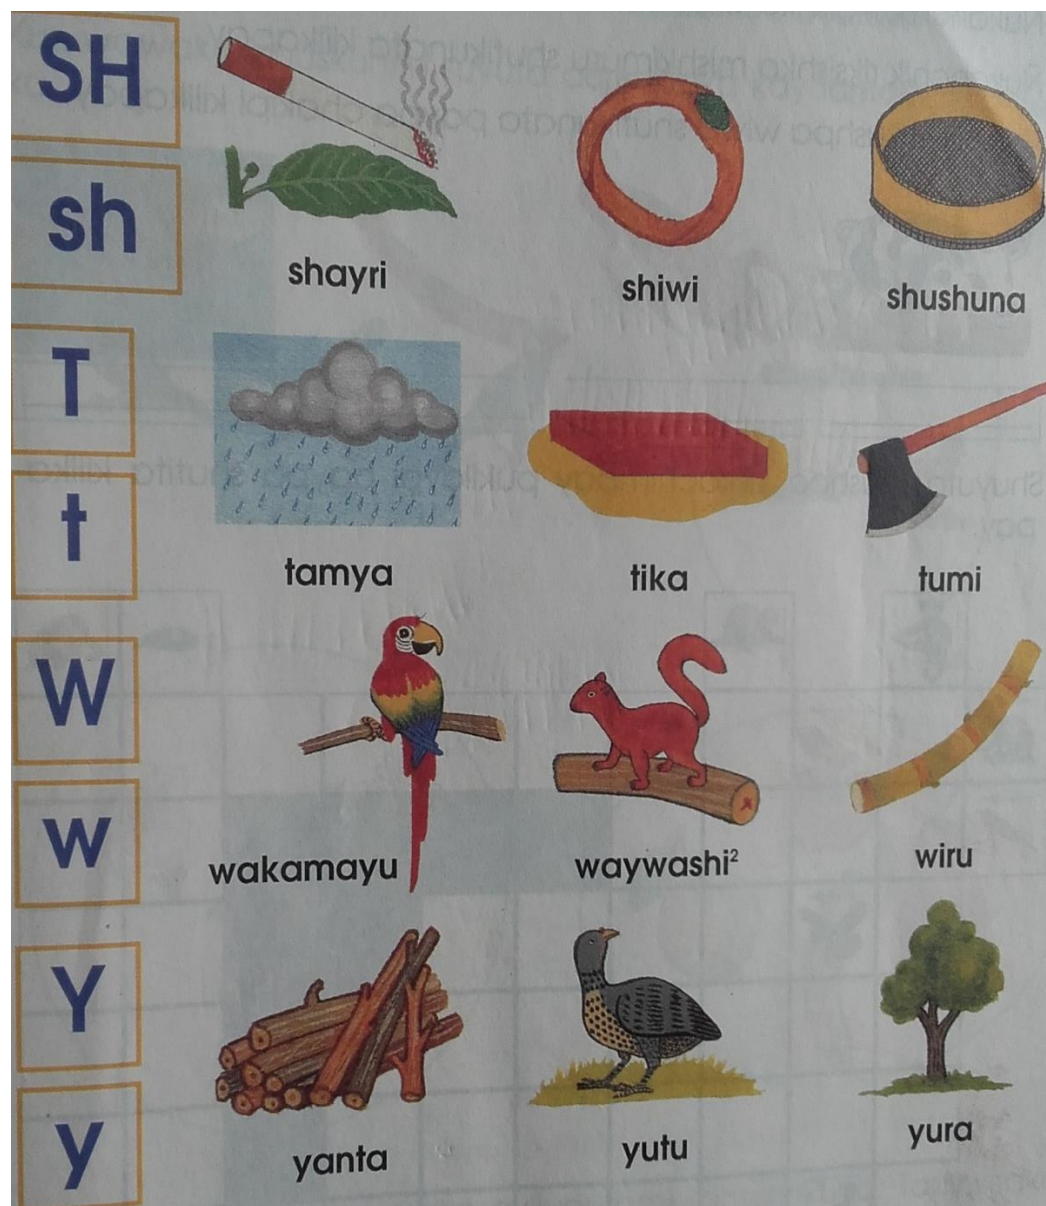 SH
sh
shayri shiwi shushuna
T
t
tamya tika tumi
W
w
wakamayu waywashi² wiru
Y
y
yanta yutu yura